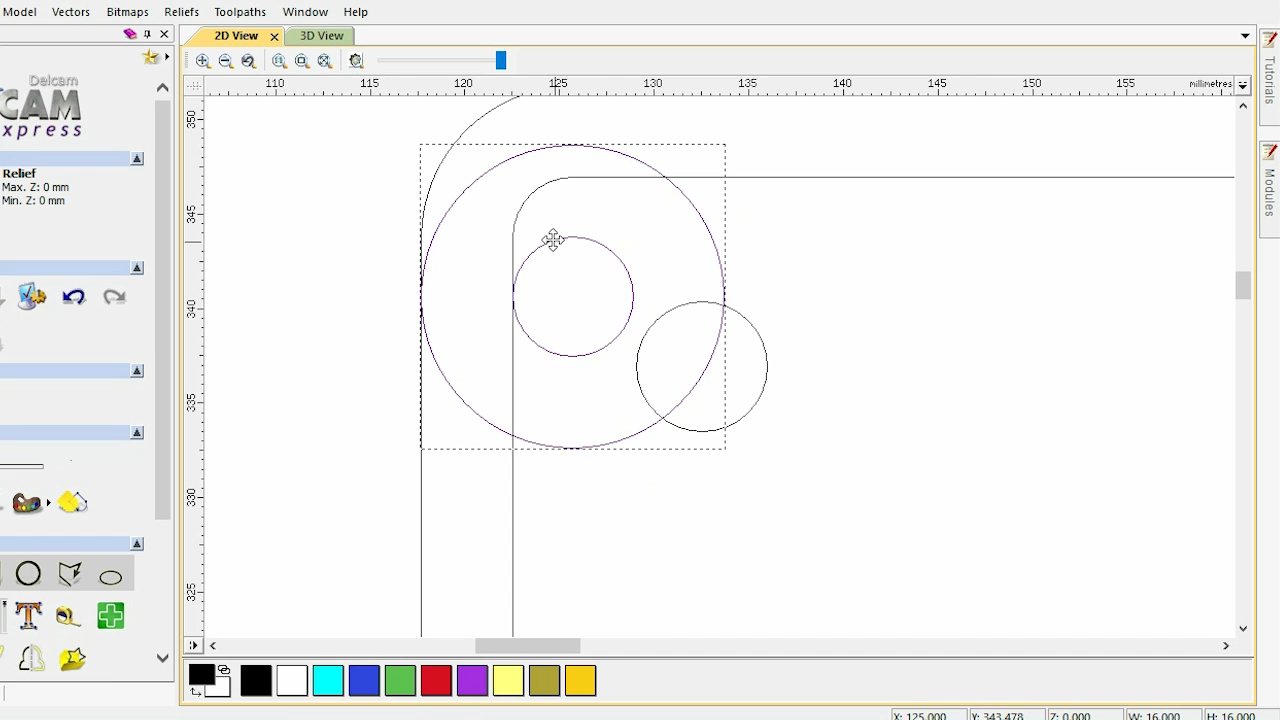 Model Vectors Bitmaps Reliefs Toolpaths Window Help
2D View 3D View
110 115 120 125 130 135 140 145 150 155 millimetres
350
345
340
335
330
325
Delcam
CAM
xpress
Relief
Max. Z: 0 mm
Min. Z: 0 mm
Tutorials
Modules
X: 125.000 Y: 343.478 Z: 0.000 W: 16.000 H: 16.000